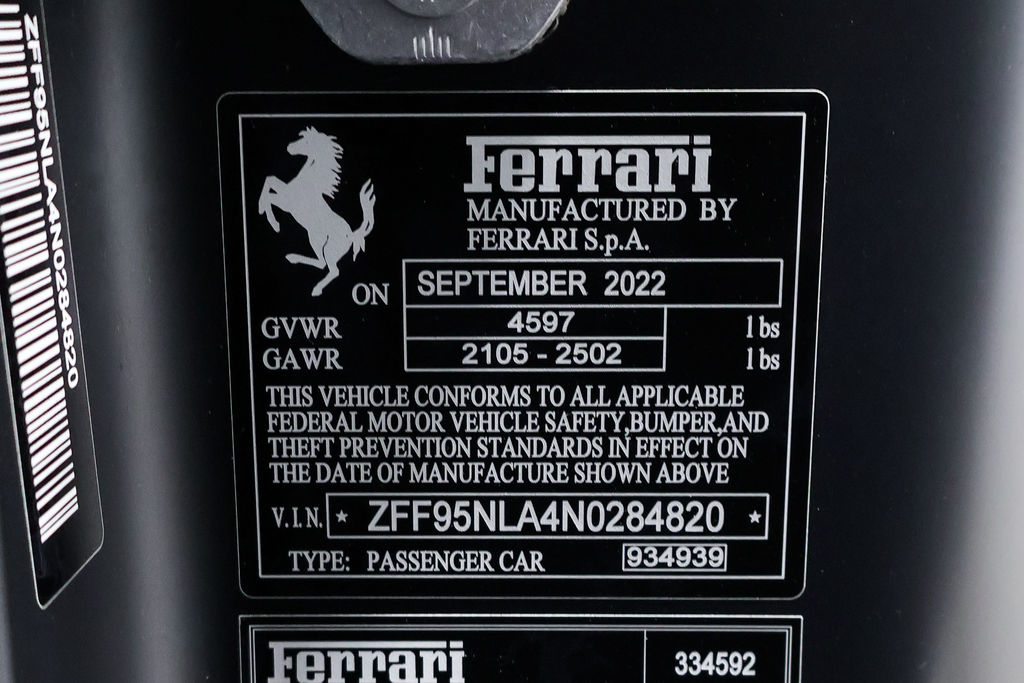 ZFF95NLA4N0284820
Ferrari
MANUFACTURED BY
FERRARI S.p.A.
ON SEPTEMBER 2022
GVWR 4597 lbs
GAWR 2105 - 2502 lbs
THIS VEHICLE CONFORMS TO ALL APPLICABLE
FEDERAL MOTOR VEHICLE SAFETY,BUMPER,AND
THEFT PREVENTION STANDARDS IN EFFECT ON
THE DATE OF MANUFACTURE SHOWN ABOVE
V.I.N. * ZFF95NLA4N0284820 *
TYPE: PASSENGER CAR 934939
Ferrari 334592